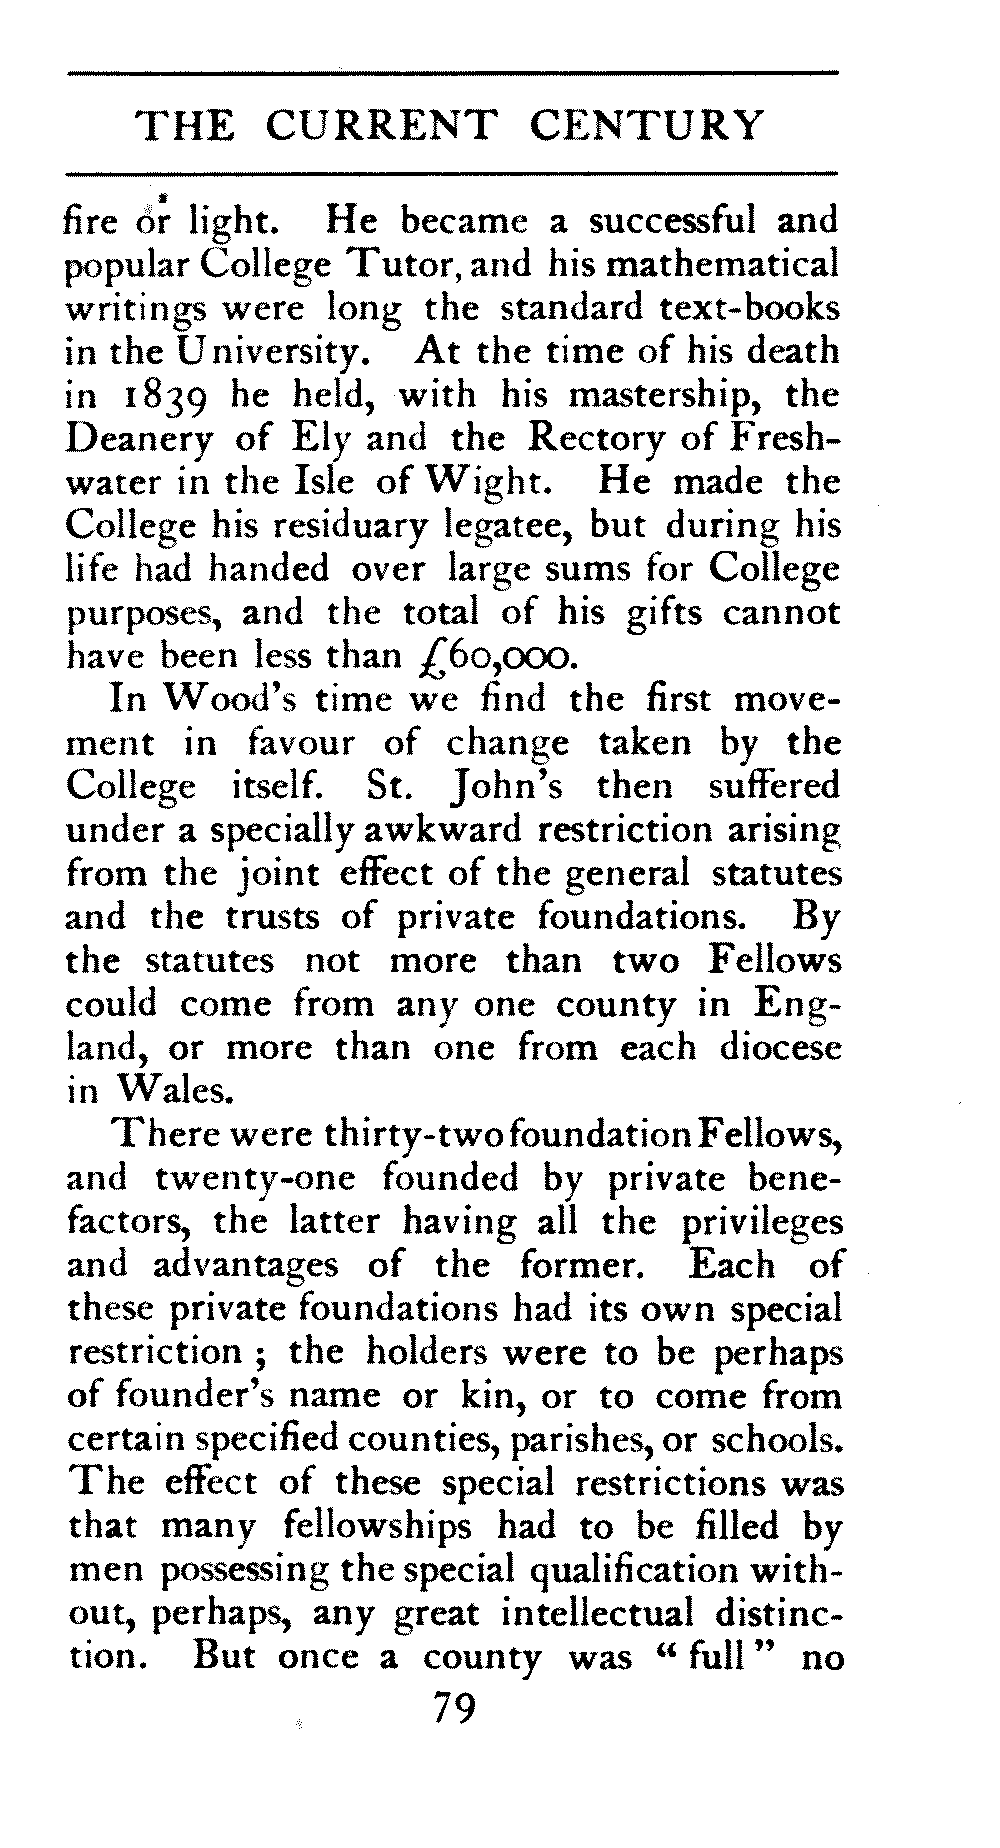 THE CURRENT CENTURY
fire or light. He became a successful and
popular College Tutor, and his mathematical
writings were long the standard text-books
in the University. At the time of his death
in 1839 he held, with his mastership, the
Deanery of Ely and the Rectory of Fresh-
water in the Isle of Wight. He made the
College his residuary legatee, but during his
life had handed over large sums for College
purposes, and the total of his gifts cannot
have been less than £60,000.
In Wood's time we find the first move-
ment in favour of change taken by the
College itself. St. John's then suffered
under a specially awkward restriction arising
from the joint effect of the general statutes
and the trusts of private foundations. By
the statutes not more than two Fellows
could come from any one county in Eng-
land, or more than one from each diocese
in Wales.
There were thirty-two foundation Fellows,
and twenty-one founded by private bene-
factors, the latter having all the privileges
and advantages of the former. Each of
these private foundations had its own special
restriction ; the holders were to be perhaps
of founder's name or kin, or to come from
certain specified counties, parishes, or schools.
The effect of these special restrictions was
that many fellowships had to be filled by
men possessing the special qualification with-
out, perhaps, any great intellectual distinc-
tion. But once a county was “ full ” no
79